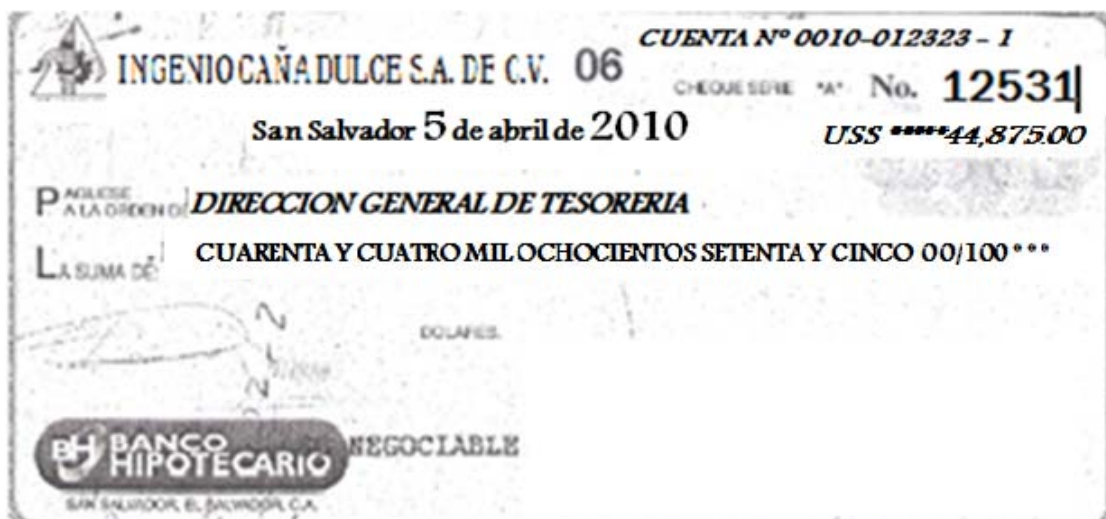 CUENTA Nº 0010-012323 - 1
INGENIO CAÑA DULCE S.A. DE C.V. 06
CHEQUE SERIE "A" No. 12531
San Salvador 5 de abril de 2010
US$ *****44,875.00
PAGUESE A LA ORDEN DE DIRECCION GENERAL DE TESORERIA
LA SUMA DE: CUARENTA Y CUATRO MIL OCHOCIENTOS SETENTA Y CINCO 00/100 ***
DOLARES.
NEGOCIABLE
BH BANCO HIPOTECARIO
SAN SALVADOR, EL SALVADOR, C.A.